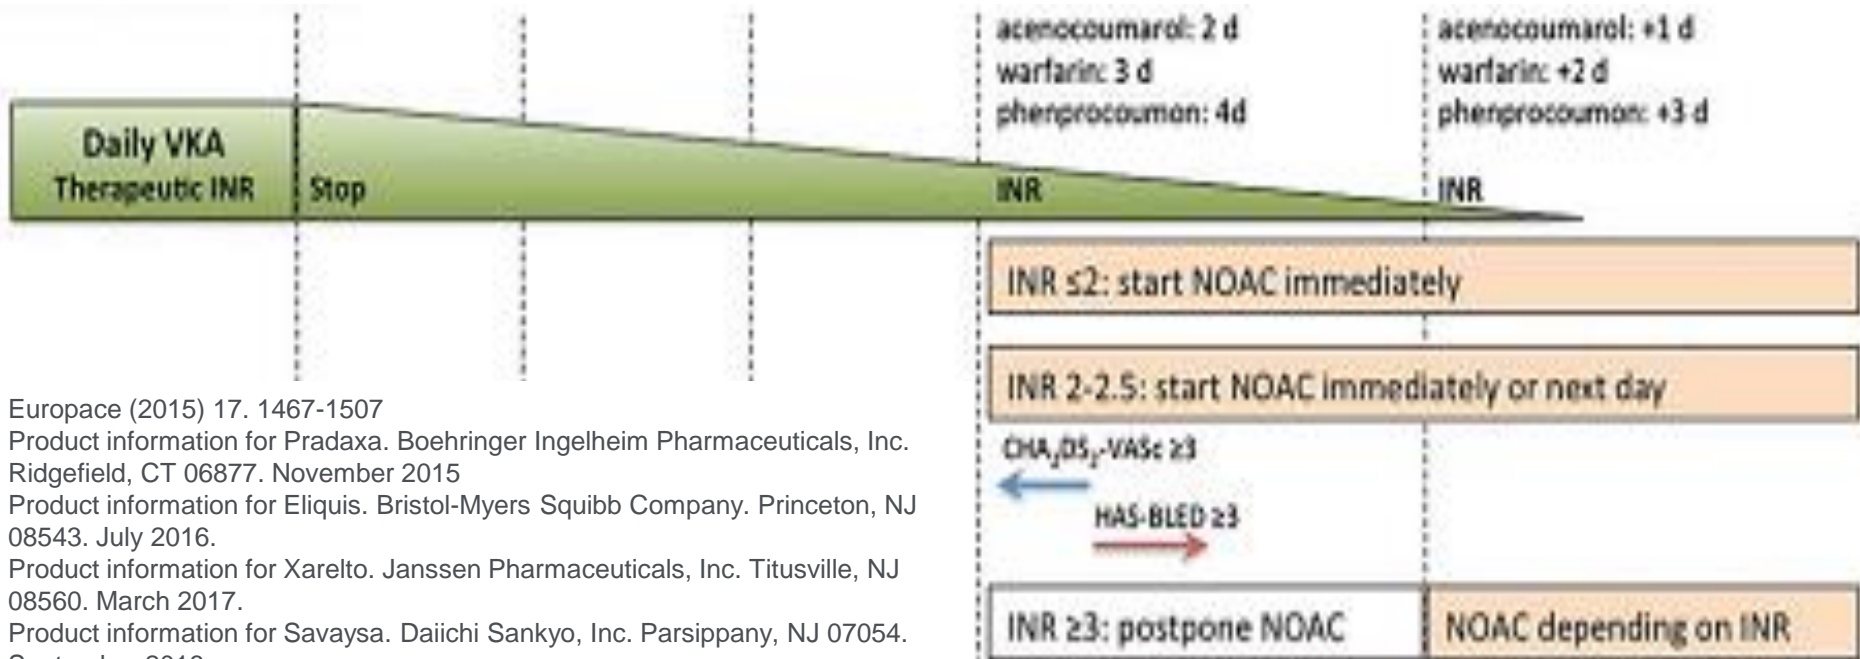 acenocoumarol: 2 d
warfarin: 3 d
phenprocoumon: 4d
acenocoumarol: +1 d
warfarin: +2 d
phenprocoumon: +3 d
Daily VKA
Therapeutic INR
Stop
INR
INR
INR ≤2: start NOAC immediately
INR 2-2.5: start NOAC immediately or next day
CHA₂DS₂-VASc ≥3
HAS-BLED ≥3
INR ≥3: postpone NOAC
NOAC depending on INR
Europace (2015) 17. 1467-1507
Product information for Pradaxa. Boehringer Ingelheim Pharmaceuticals, Inc.
Ridgefield, CT 06877. November 2015
Product information for Eliquis. Bristol-Myers Squibb Company. Princeton, NJ
08543. July 2016.
Product information for Xarelto. Janssen Pharmaceuticals, Inc. Titusville, NJ
08560. March 2017.
Product information for Savaysa. Daiichi Sankyo, Inc. Parsippany, NJ 07054.